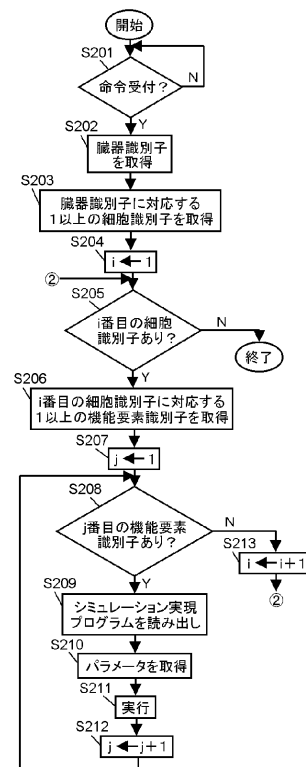 開始
S201
命令受付？
N
Y
S202
臓器識別子
を取得
S203
臓器識別子に対応する
1以上の細胞識別子を取得
S204
i←1
②
S205
i番目の細胞
識別子あり？
N
終了
Y
S206
i番目の細胞識別子に対応する
1以上の機能要素識別子を取得
S207
j←1
S208
j番目の機能要素
識別子あり？
N
S213
i←i+1
②
Y
S209
シミュレーション実現
プログラムを読み出し
S210
パラメータを取得
S211
実行
S212
j←j+1